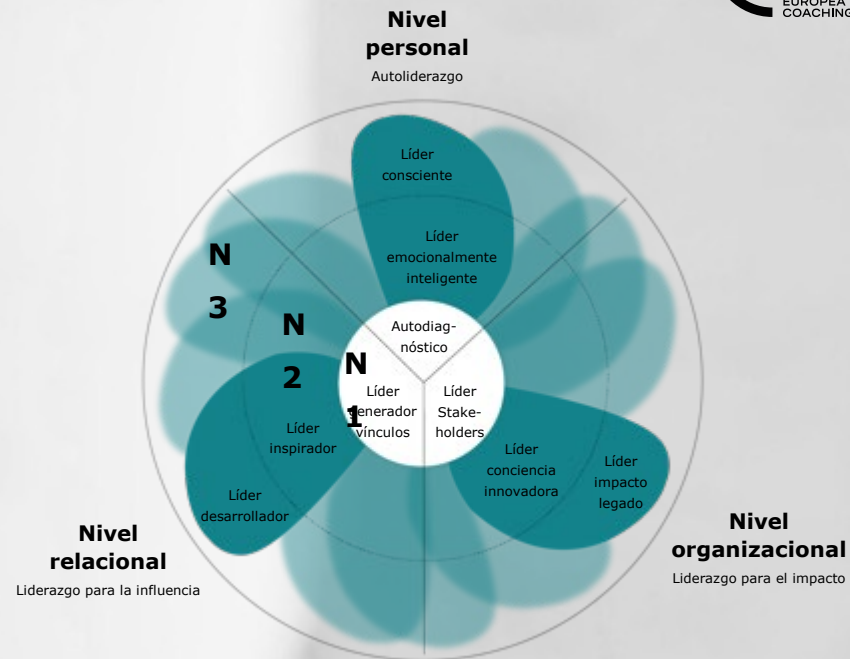 EUROPEA
COACHING
Nivel
personal
Autoliderazgo
Líder
consciente
Líder
emocionalmente
inteligente
N
3
N
2
N
1
Autodiag-
nóstico
Líder
generador
vínculos
Líder
Stake-
holders
Líder
inspirador
Líder
desarrollador
Líder
conciencia
innovadora
Líder
impacto
legado
Nivel
relacional
Liderazgo para la influencia
Nivel
organizacional
Liderazgo para el impacto